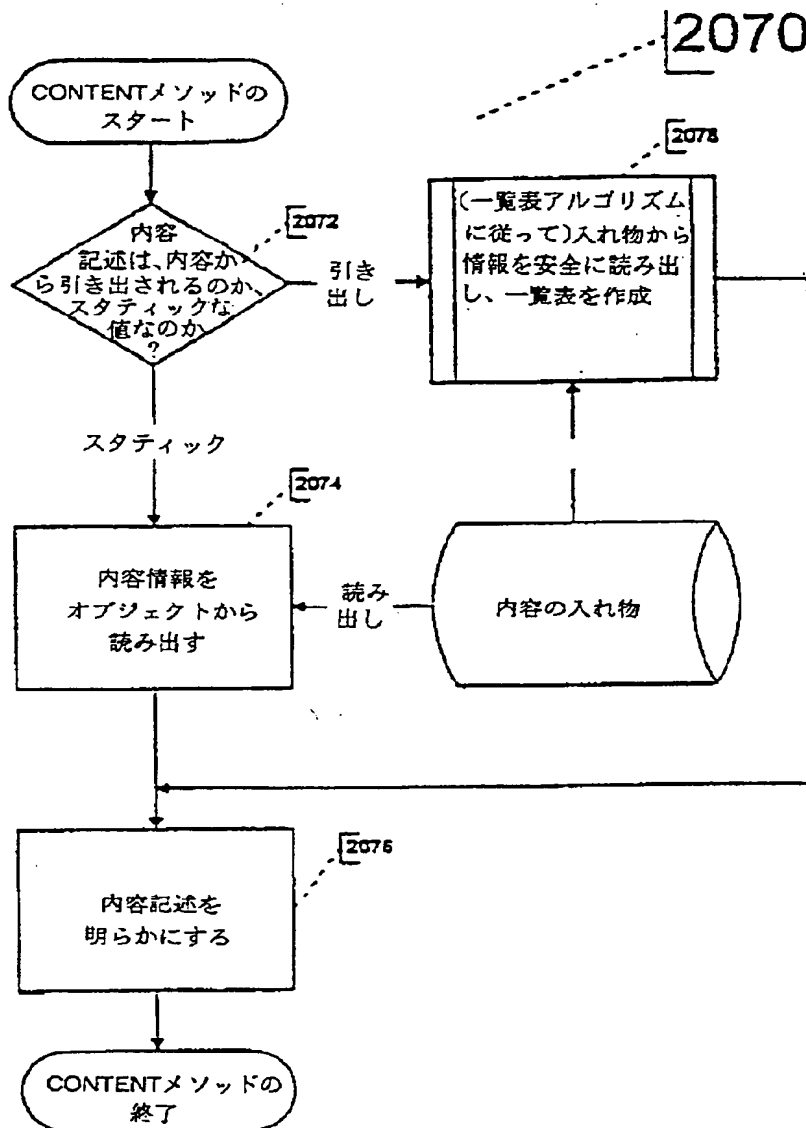 2070
CONTENTメソッドの
スタート
2072
内容
記述は、内容か
ら引き出されるのか、
スタティックな
値なのか
?
引き
出し
2078
(一覧表アルゴリズム
に従って)入れ物から
情報を安全に読み出
し、一覧表を作成
スタティック
2074
内容情報を
オブジェクトから
読み出す
読み
出し
内容の入れ物
2076
内容記述を
明らかにする
CONTENTメソッドの
終了